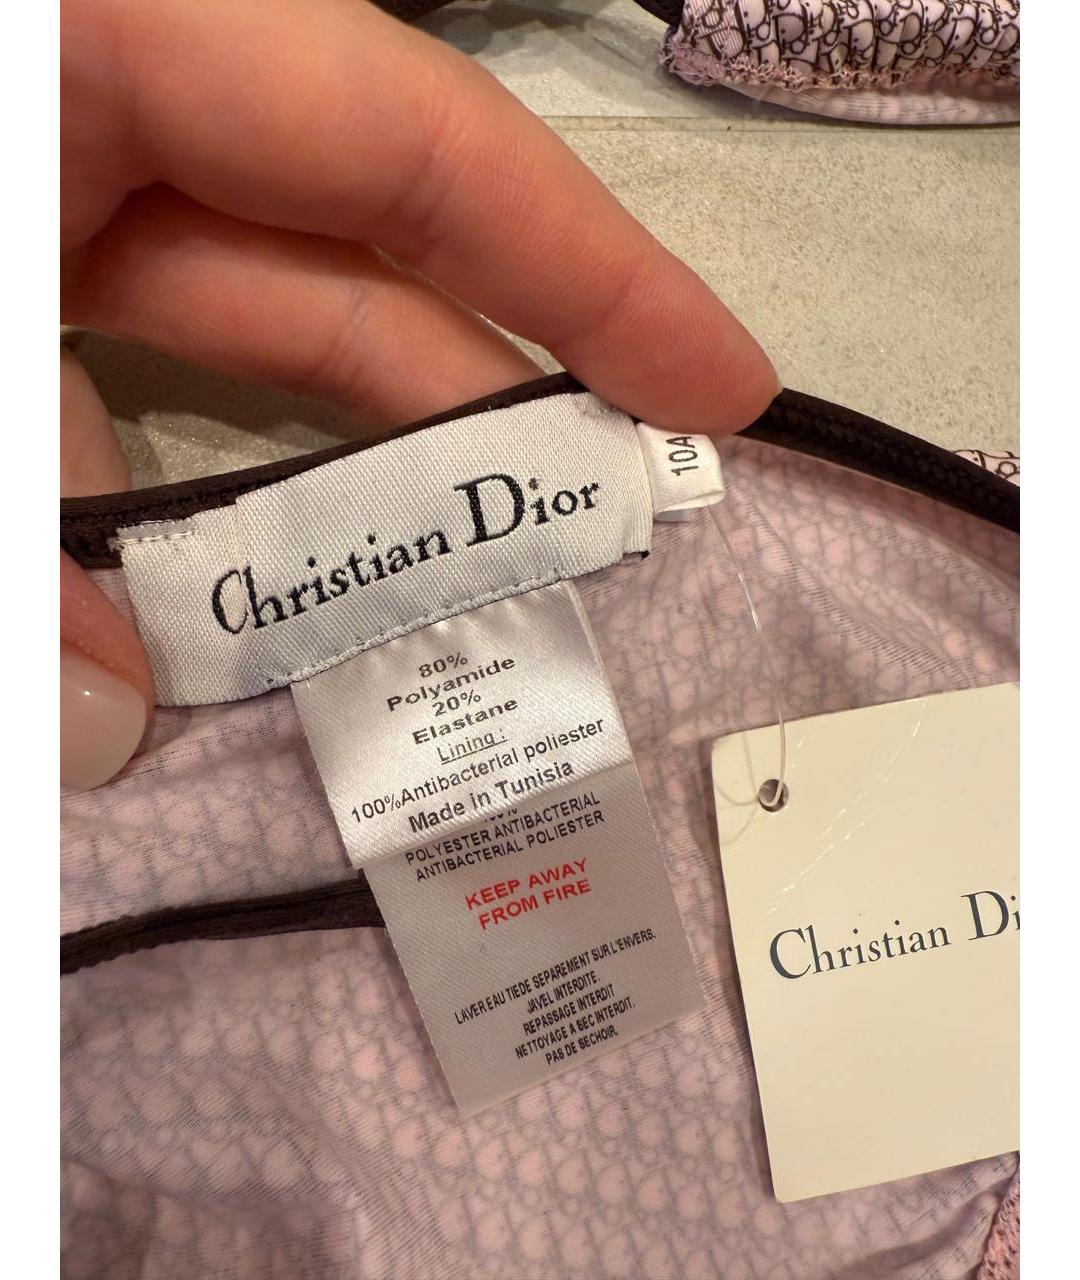 10A
Christian Dior
80%
Polyamide
20%
Elastane
Lining :
100%Antibacterial poliester
Made in Tunisia
POLYESTER ANTIBACTERIAL
ANTIBACTERIAL POLIESTER
KEEP AWAY
FROM FIRE
LAVER EAU TIEDE SEPAREMENT SUR L'ENVERS.
JAVEL INTERDITE.
REPASSAGE INTERDIT
NETTOYAGE A SEC INTERDIT.
PAS DE SECHOIR.
Christian Di